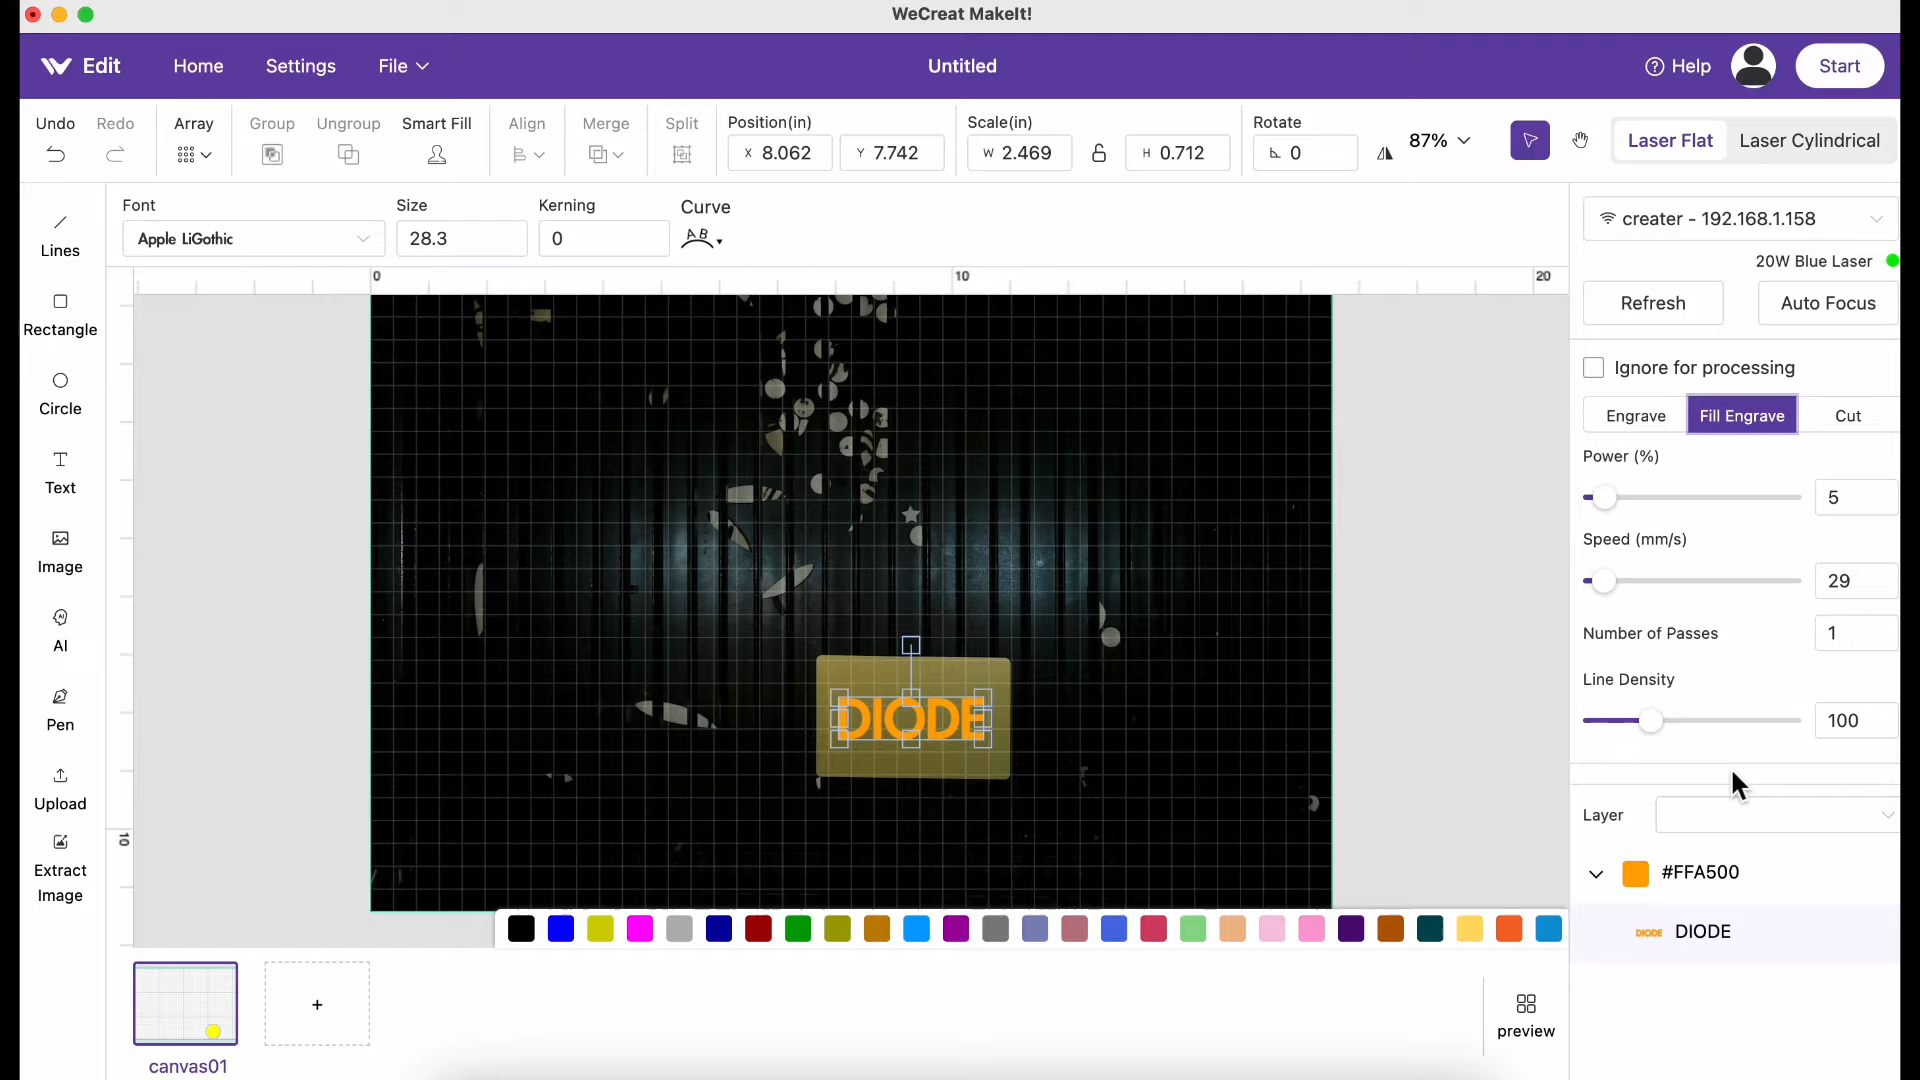 WeCreat MakeIt!
Edit Home Settings File Untitled Help Start
Undo Redo Array Group Ungroup Smart Fill Align Merge Split Position(in) Scale(in) Rotate
X 8.062 Y 7.742 W 2.469 H 0.712 0 87% Laser Flat Laser Cylindrical
Font Size Kerning Curve
Apple LiGothic 28.3 0 AB
creater - 192.168.1.158
20W Blue Laser
Refresh Auto Focus
0 10 20
Lines
Rectangle
Circle
Text
Image
AI
Pen
Upload
Extract
Image
10
DIODE
Ignore for processing
Engrave Fill Engrave Cut
Power (%)
5
Speed (mm/s)
29
Number of Passes 1
Line Density
100
Layer
#FFA500
DIODE DIODE
+
canvas01
preview